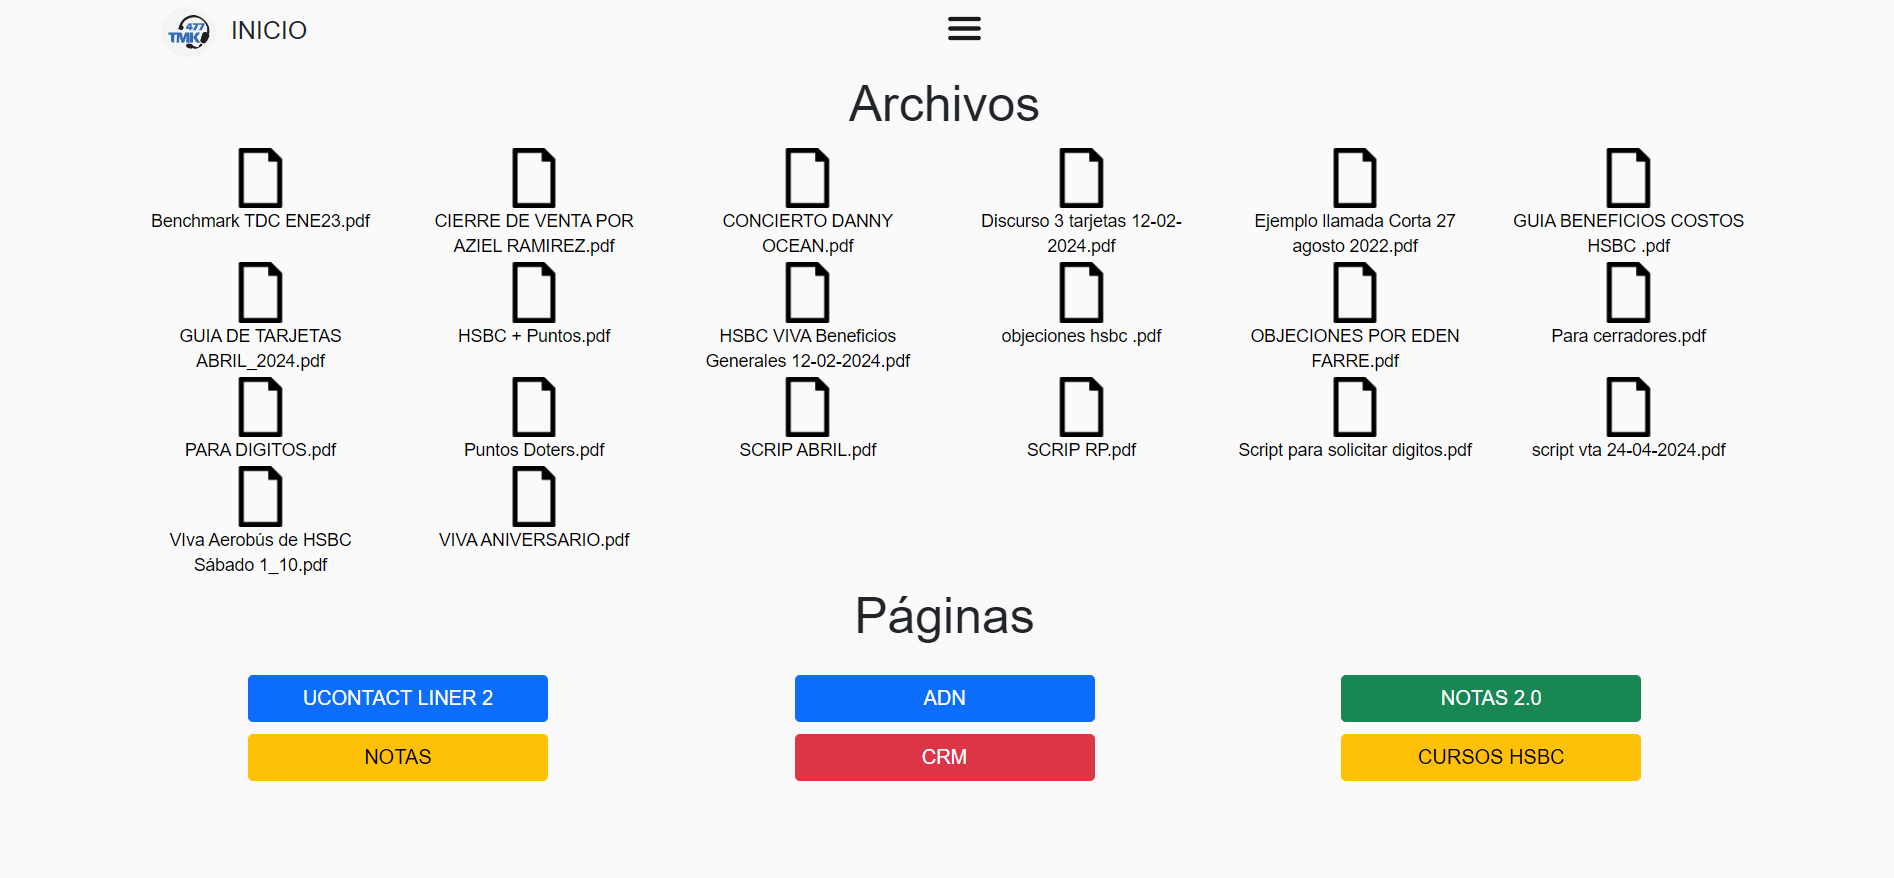 477
TMK
INICIO
Archivos
Benchmark TDC ENE23.pdf
CIERRE DE VENTA POR
AZIEL RAMIREZ.pdf
CONCIERTO DANNY
OCEAN.pdf
Discurso 3 tarjetas 12-02-
2024.pdf
Ejemplo llamada Corta 27
agosto 2022.pdf
GUIA BENEFICIOS COSTOS
HSBC .pdf
GUIA DE TARJETAS
ABRIL_2024.pdf
HSBC + Puntos.pdf
HSBC VIVA Beneficios
Generales 12-02-2024.pdf
objeciones hsbc .pdf
OBJECIONES POR EDEN
FARRE.pdf
Para cerradores.pdf
PARA DIGITOS.pdf
Puntos Doters.pdf
SCRIP ABRIL.pdf
SCRIP RP.pdf
Script para solicitar digitos.pdf
script vta 24-04-2024.pdf
VIva Aerobús de HSBC
Sábado 1_10.pdf
VIVA ANIVERSARIO.pdf
Páginas
UCONTACT LINER 2
ADN
NOTAS 2.0
NOTAS
CRM
CURSOS HSBC